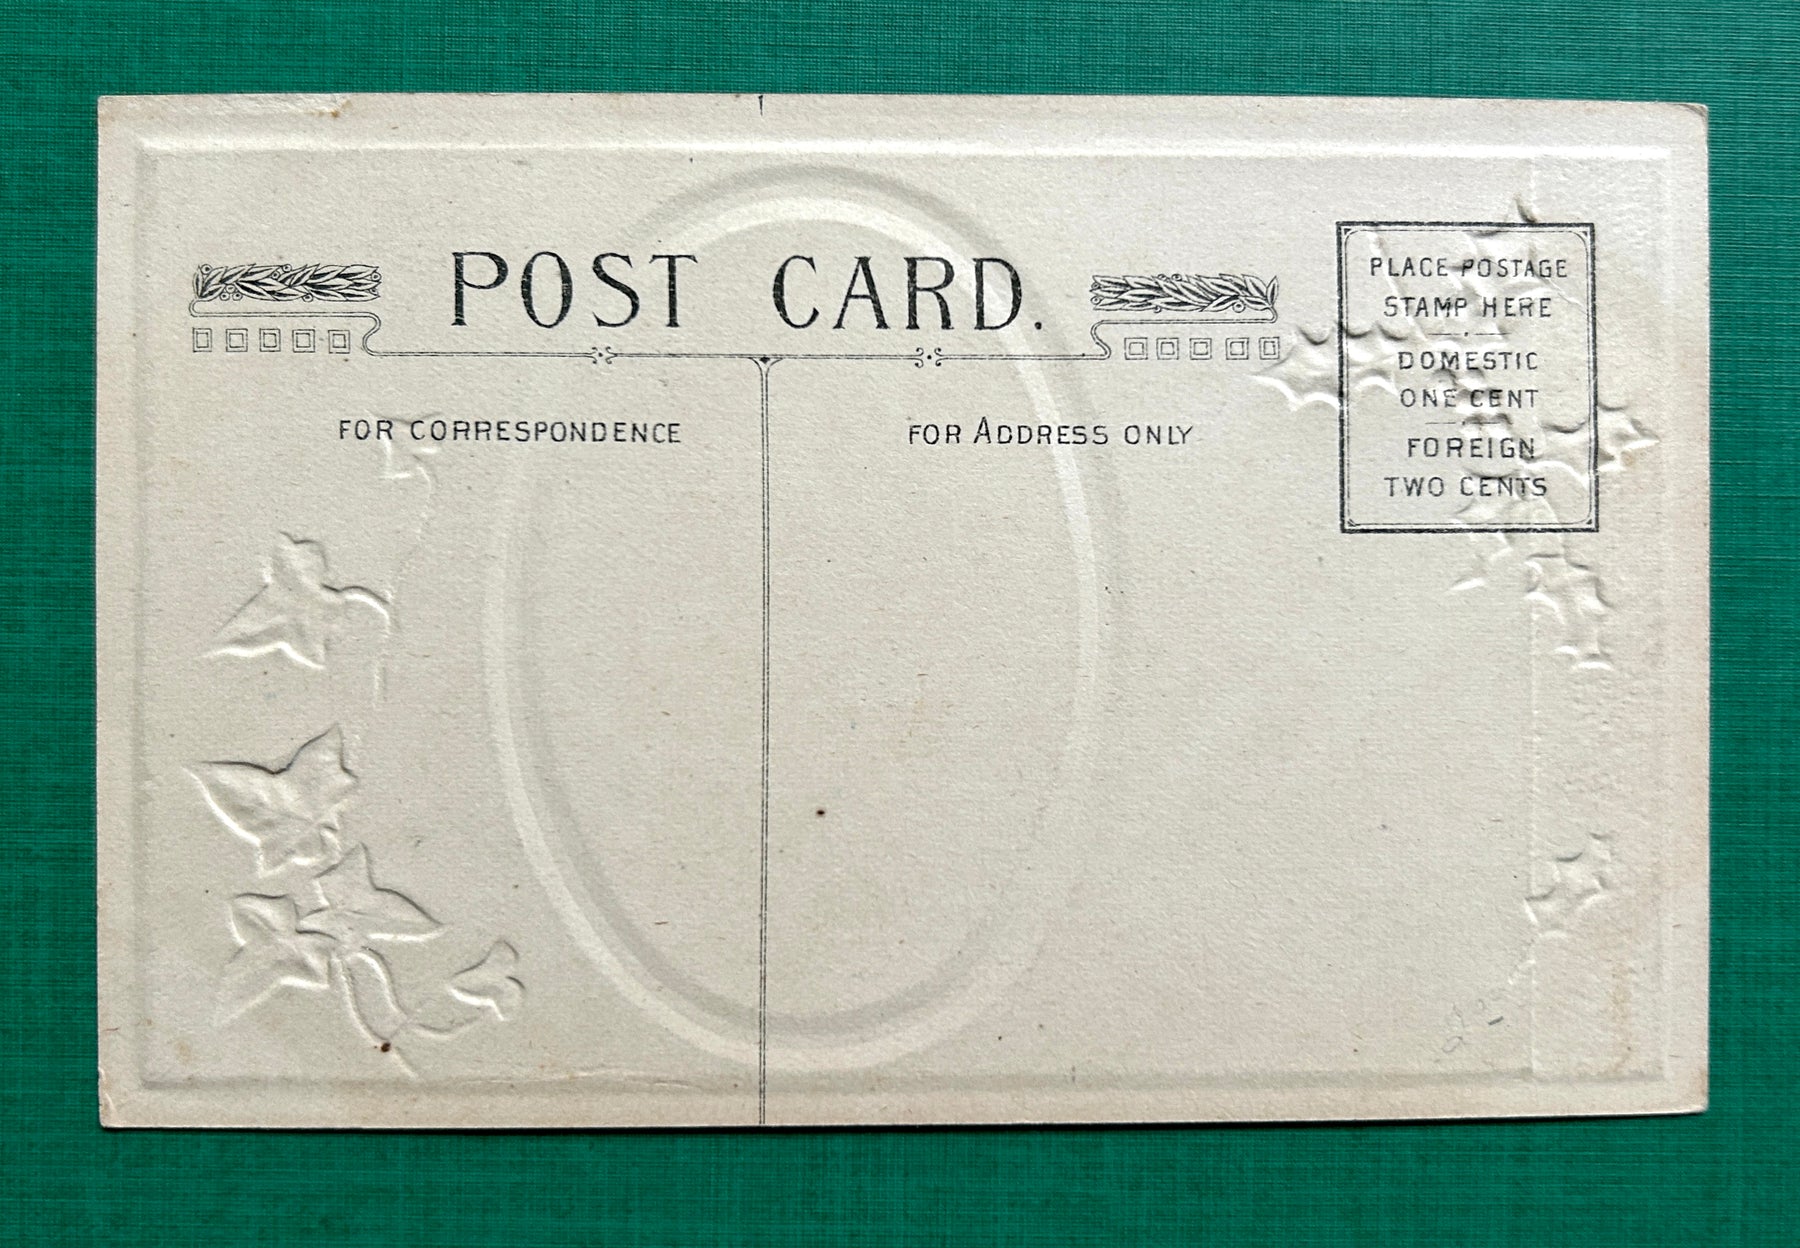 POST CARD.
FOR CORRESPONDENCE
FOR ADDRESS ONLY
PLACE POSTAGE
STAMP HERE
DOMESTIC
ONE CENT
FOREIGN
TWO CENTS